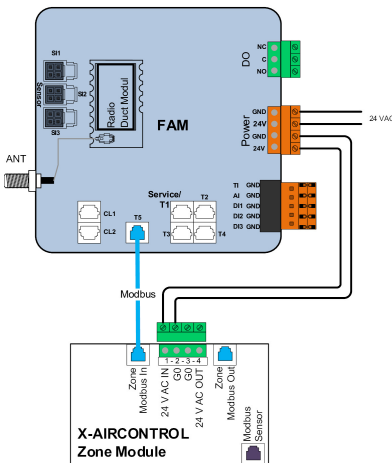 SI1
Sensor
SI2
SI3
Radio
Duct Modul
FAM
NC
C
NO
DO
GND
24V
GND
24V
Power
24 VAC
ANT
Service/
T1
T2
T3
T4
CL1
CL2
T5
TI GND
AI GND
DI1 GND
DI2 GND
DI3 GND
Modbus
Zone
Modbus In
1 - 2 - 3 - 4
24 V AC IN
G0
G0
24 V AC OUT
Zone
Modbus Out
X-AIRCONTROL
Zone Module
Modbus
Sensor